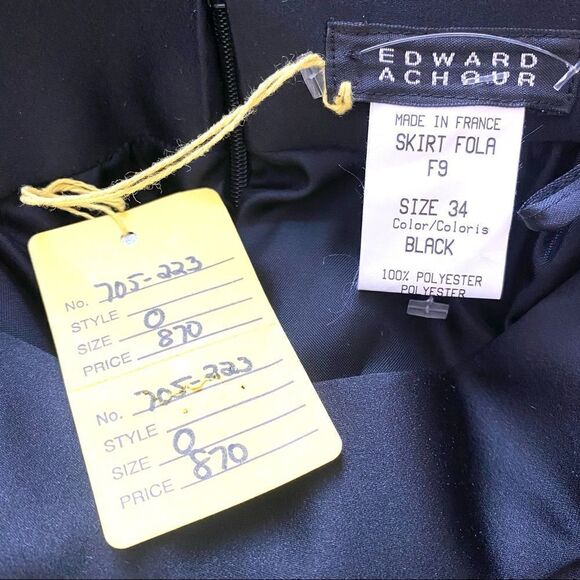 EDWARD
ACHOUR
MADE IN FRANCE
SKIRT FOLA
F9
SIZE 34
Color/Coloris
BLACK
100% POLYESTER
POLYESTER
No. 705-223
STYLE
SIZE 0
PRICE 870
No. 705-223
STYLE
SIZE 0
PRICE 870